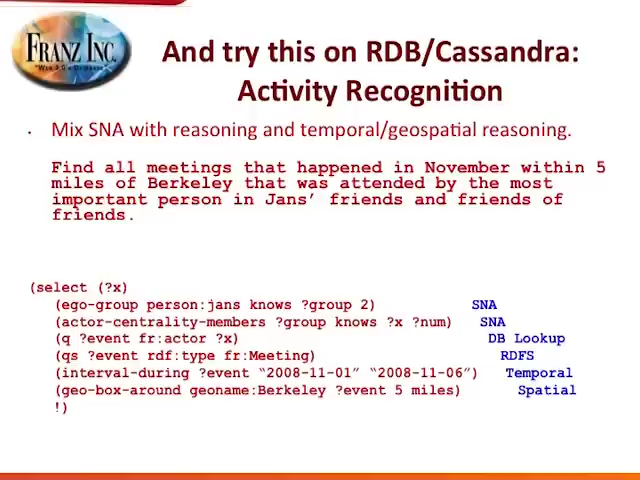 FRANZ INC.
And try this on RDB/Cassandra:
Activity Recognition
• Mix SNA with reasoning and temporal/geospatial reasoning.
Find all meetings that happened in November within 5
miles of Berkeley that was attended by the most
important person in Jans’ friends and friends of
friends.
(select (?x)
(ego-group person:jans knows ?group 2) SNA
(actor-centrality-members ?group knows ?x ?num) SNA
(q ?event fr:actor ?x) DB Lookup
(qs ?event rdf:type fr:Meeting) RDFS
(interval-during ?event “2008-11-01” “2008-11-06”) Temporal
(geo-box-around geoname:Berkeley ?event 5 miles) Spatial
!)